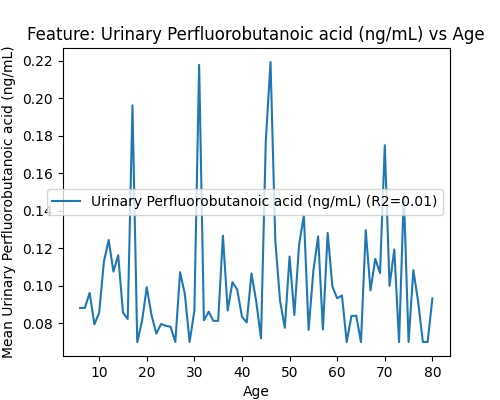 Feature: Urinary Perfluorobutanoic acid (ng/mL) vs Age
Mean Urinary Perfluorobutanoic acid (ng/mL)
0.22
0.20
0.18
0.16
0.14
0.12
0.10
0.08
Urinary Perfluorobutanoic acid (ng/mL) (R2=0.01)
10 20 30 40 50 60 70 80
Age